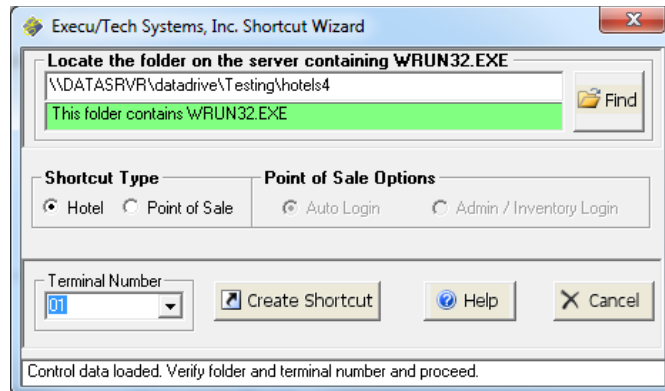 Execu/Tech Systems, Inc. Shortcut Wizard
Locate the folder on the server containing WRUN32.EXE
\\DATASRVR\datadrive\Testing\hotels4
This folder contains WRUN32.EXE
Find
Shortcut Type
Point of Sale Options
Hotel Point of Sale
Auto Login Admin / Inventory Login
Terminal Number
01
Create Shortcut
Help
Cancel
Control data loaded. Verify folder and terminal number and proceed.